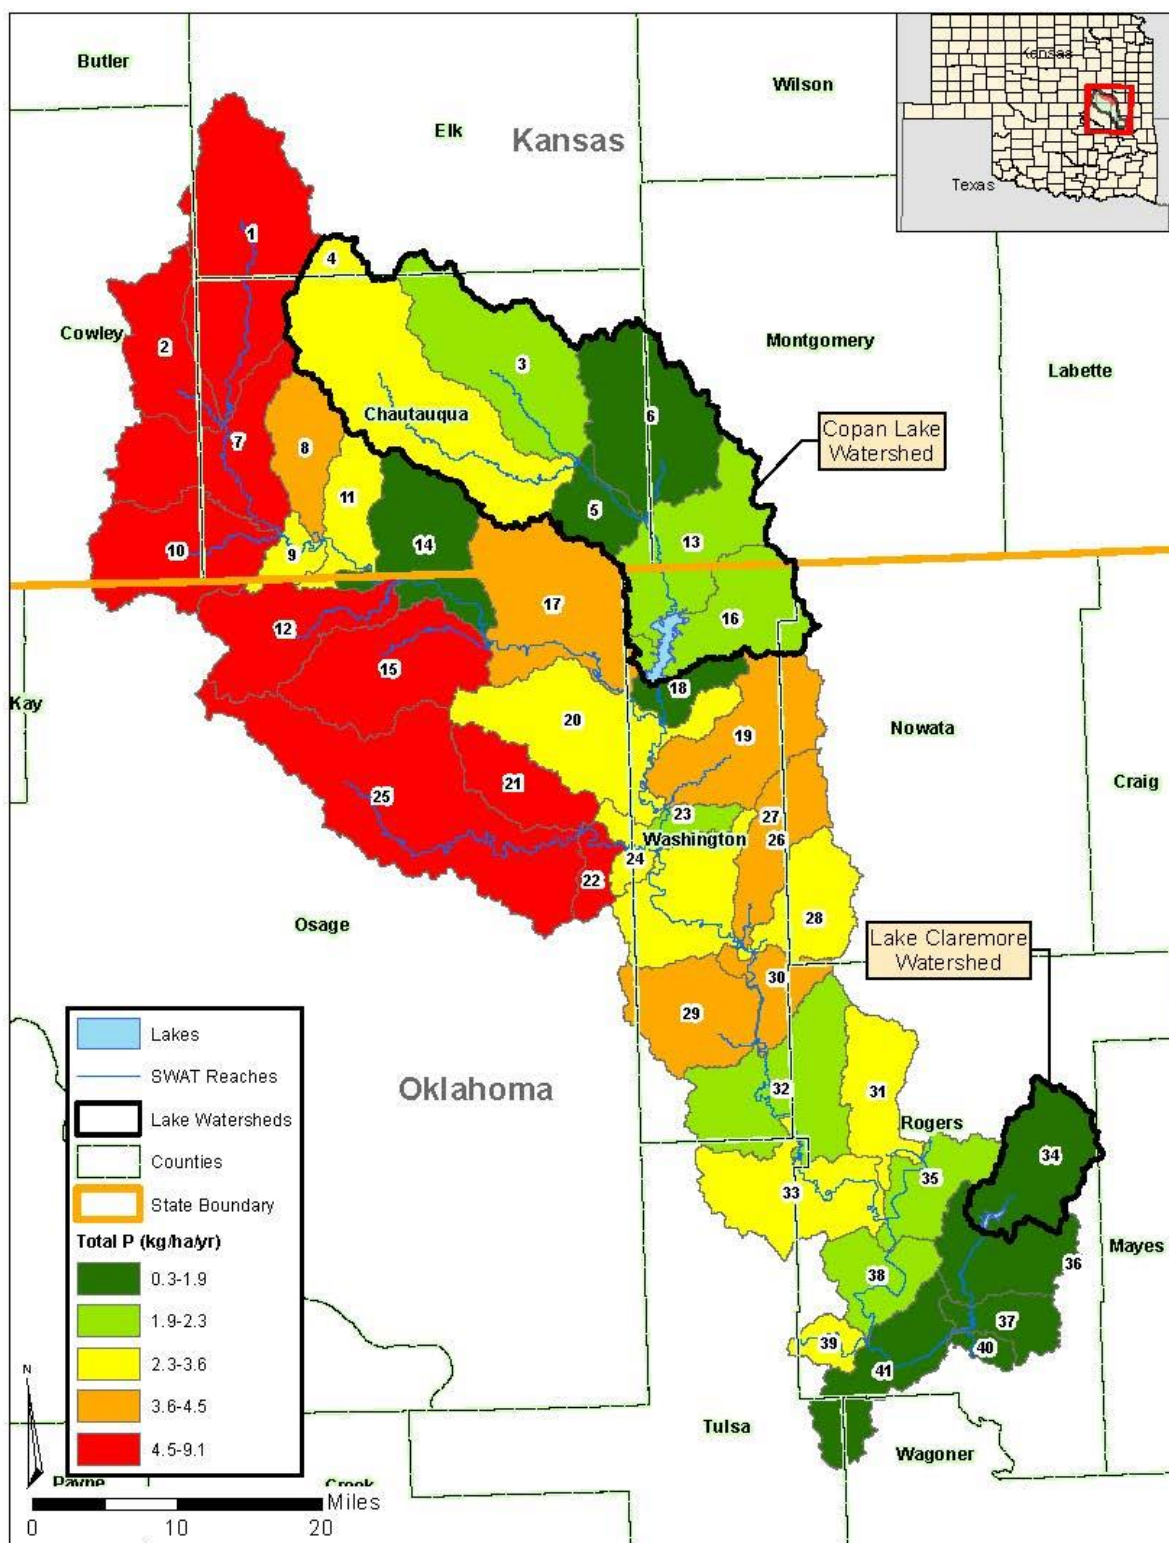 Butler
Wilson
Elk
Kansas
Kansas
Texas
1
4
Cowley
2
3
Montgomery
Labette
6
Chautauqua
Copan Lake
Watershed
7
8
11
5
9
14
13
10
17
16
12
15
18
Kay
20
19
Nowata
Craig
21
25
23
27
Washington
26
24
22
28
Osage
Lake Claremore
Watershed
30
29
Oklahoma
32
31
Rogers
34
35
33
Mayes
36
38
37
39
40
41
Tulsa
Wagoner
Lakes
SWAT Reaches
Lake Watersheds
Counties
State Boundary
Total P (kg/ha/yr)
0.3-1.9
1.9-2.3
2.3-3.6
3.6-4.5
4.5-9.1
N
Payne
Creek
Miles
0 10 20